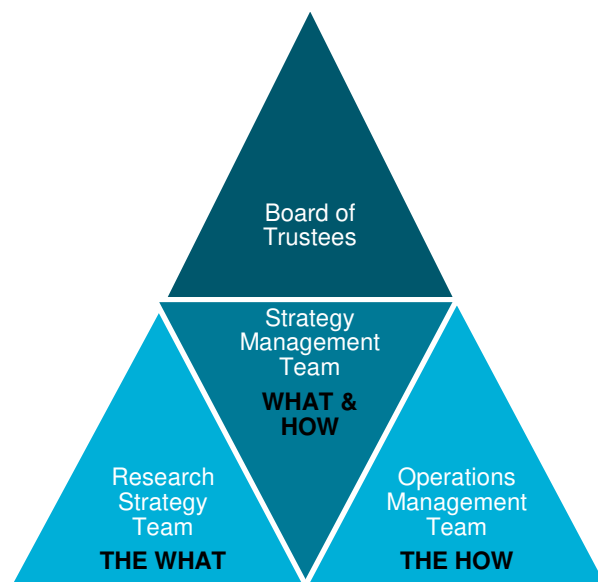 Board of
Trustees
Strategy
Management
Team
WHAT &
HOW
Research
Strategy
Team
THE WHAT
Operations
Management
Team
THE HOW